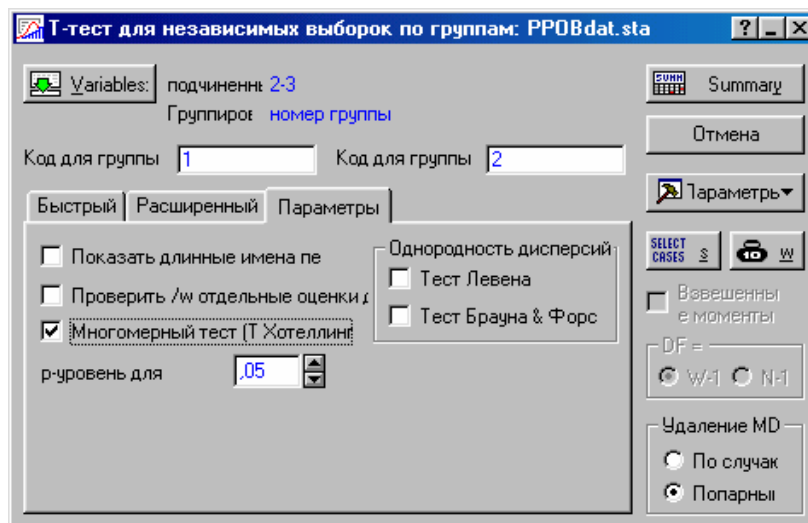 Т-тест для независимых выборок по группам: PPOBdat.sta
Variables: подчиненнь 2-3
Группиров номер группы
Код для группы 1 Код для группы 2
Быстрый Расширенный Параметры
Показать длинные имена пе
Проверить /w отдельные оценки д
Многомерный тест (Т Хотеллинг
р-уровень для ,05
Однородность дисперсий
Тест Левена
Тест Брауна & Форс
Summary
Отмена
Параметры
SELECT CASES S W
Взвешенны
е моменты
DF =
W-1 N-1
Удаление MD
По случак
Попарны